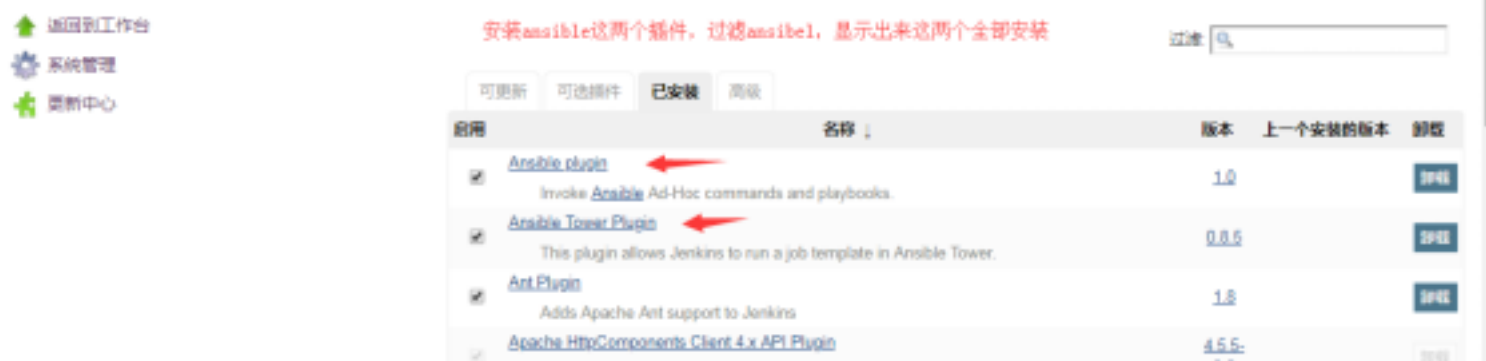 返回到工作台
系统管理
更新中心
安装ansible这两个插件，过滤ansibel，显示出来这两个全部安装
过滤:
可更新 可选插件 已安装 高级
启用 名称 ↓ 版本 上一个安装的版本 卸载
Ansible plugin 1.0 卸载
Invoke Ansible Ad-Hoc commands and playbooks.
Ansible Tower Plugin 0.8.5 卸载
This plugin allows Jenkins to run a job template in Ansible Tower.
Ant Plugin 1.8 卸载
Adds Apache Ant support to Jenkins
Apache HttpComponents Client 4.x API Plugin 4.5.5-